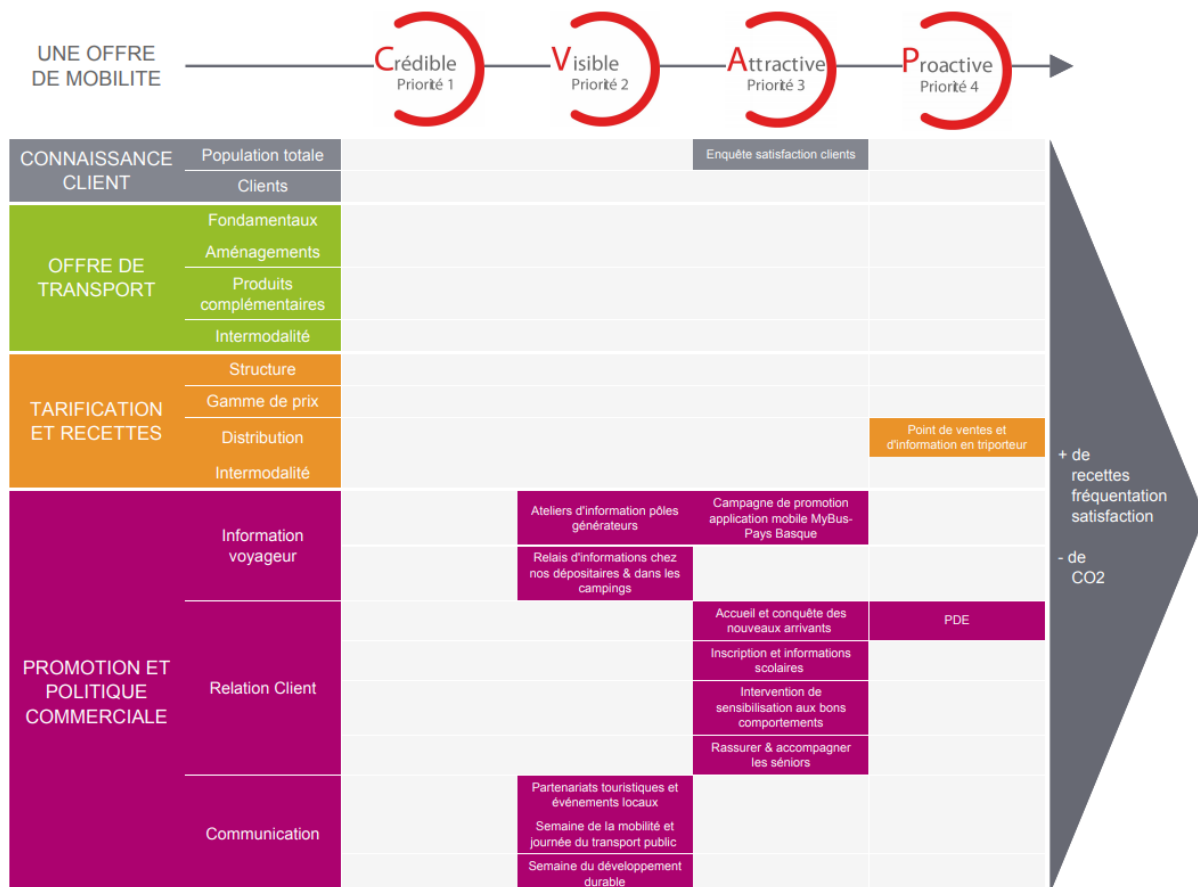 UNE OFFRE
DE MOBILITE
Crédible
Priorité 1
Visible
Priorité 2
Attractive
Priorité 3
Proactive
Priorité 4
CONNAISSANCE
CLIENT
Population totale
Enquête satisfaction clients
Clients
OFFRE DE
TRANSPORT
Fondamentaux
Aménagements
Produits
complémentaires
Intermodalité
TARIFICATION
ET RECETTES
Structure
Gamme de prix
Distribution
Point de ventes et
d'information en triporteur
Intermodalité
PROMOTION ET
POLITIQUE
COMMERCIALE
Information
voyageur
Ateliers d'information pôles
générateurs
Campagne de promotion
application mobile MyBus-
Pays Basque
Relais d'informations chez
nos dépositaires & dans les
campings
Relation Client
Accueil et conquête des
nouveaux arrivants
PDE
Inscription et informations
scolaires
Intervention de
sensibilisation aux bons
comportements
Rassurer & accompagner
les séniors
Communication
Partenariats touristiques et
événements locaux
Semaine de la mobilité et
journée du transport public
Semaine du développement
durable
+ de
recettes
fréquentation
satisfaction
- de
CO2